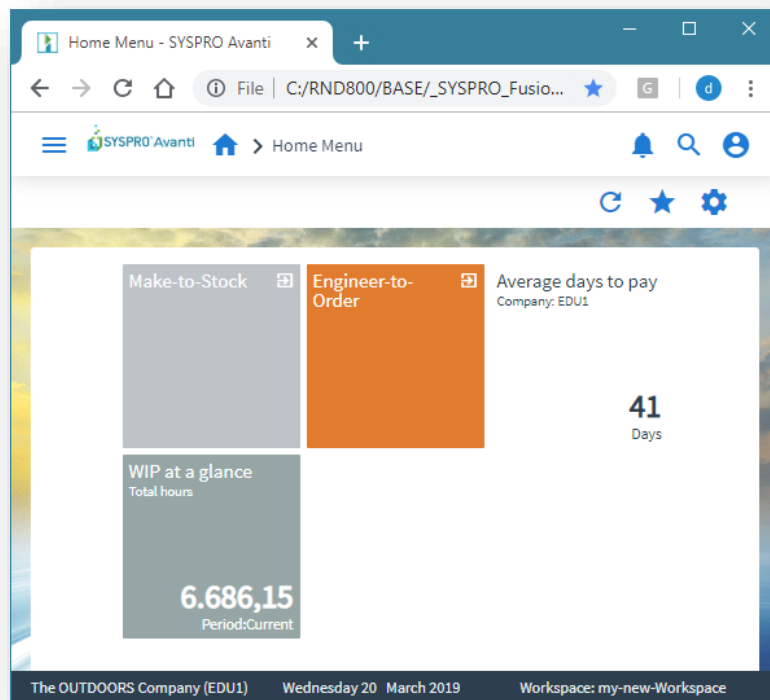 Home Menu - SYSPRO Avanti
File C:/RND800/BASE/_SYSPRO_Fusio...
G
d
SYSPRO Avanti
Home Menu
Make-to-Stock
Engineer-to-
Order
Average days to pay
Company: EDU1
41
Days
WIP at a glance
Total hours
6.686,15
Period:Current
The OUTDOORS Company (EDU1) Wednesday 20 March 2019 Workspace: my-new-Workspace